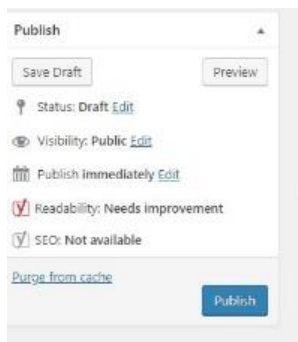 Publish
Save Draft Preview
Status: Draft Edit
Visibility: Public Edit
Publish immediately Edit
Readability: Needs improvement
SEO: Not available
Purge from cache
Publish